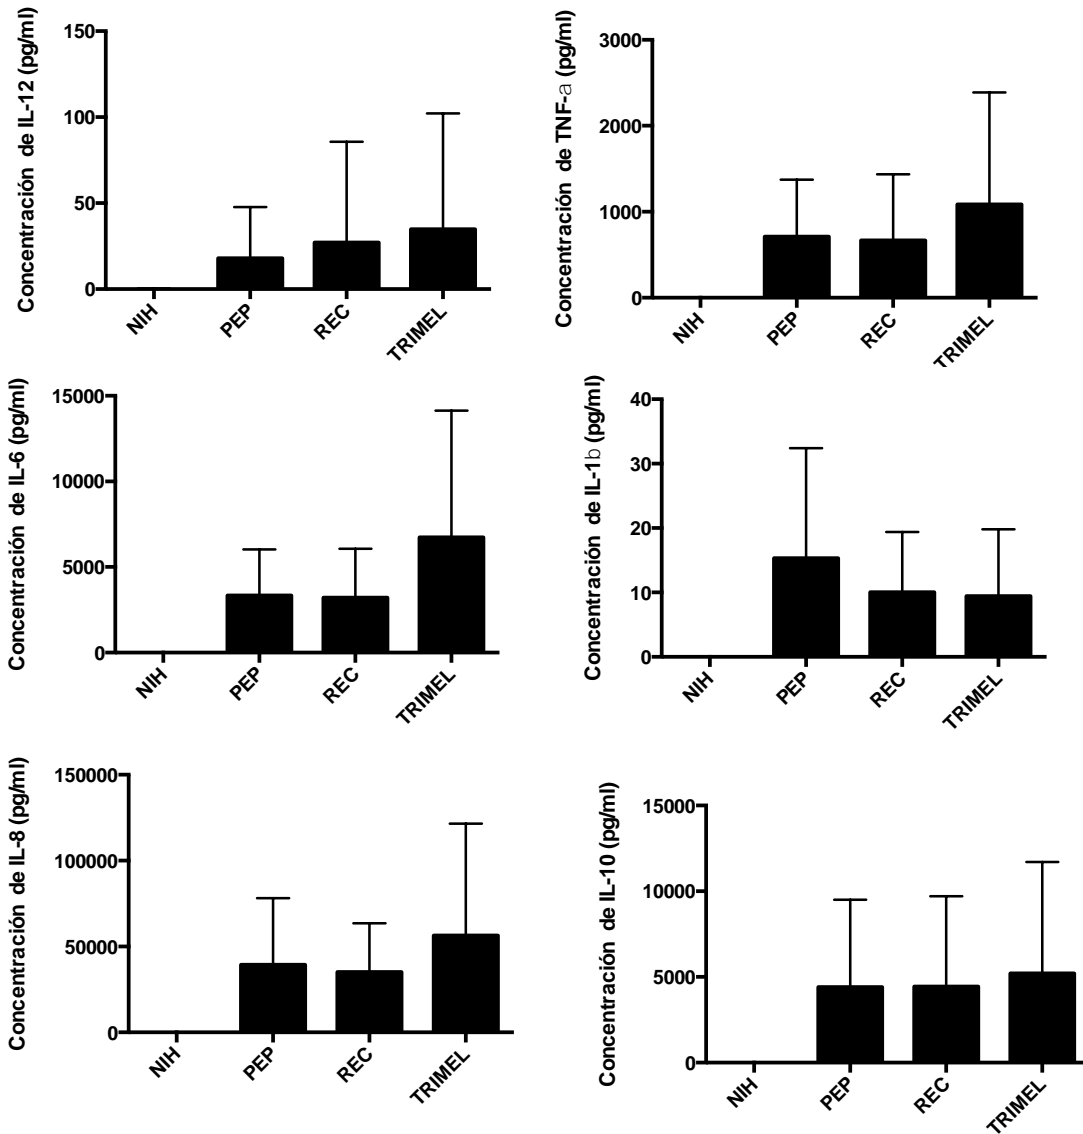 Concentración de IL-12 (pg/ml)
150
100
50
0
NIH
PEP
REC
TRIMEL
Concentración de TNF-a (pg/ml)
3000
2000
1000
0
NIH
PEP
REC
TRIMEL
Concentración de IL-6 (pg/ml)
15000
10000
5000
0
NIH
PEP
REC
TRIMEL
Concentración de IL-1b (pg/ml)
40
30
20
10
0
NIH
PEP
REC
TRIMEL
Concentración de IL-8 (pg/ml)
150000
100000
50000
0
NIH
PEP
REC
TRIMEL
Concentración de IL-10 (pg/ml)
15000
10000
5000
0
NIH
PEP
REC
TRIMEL